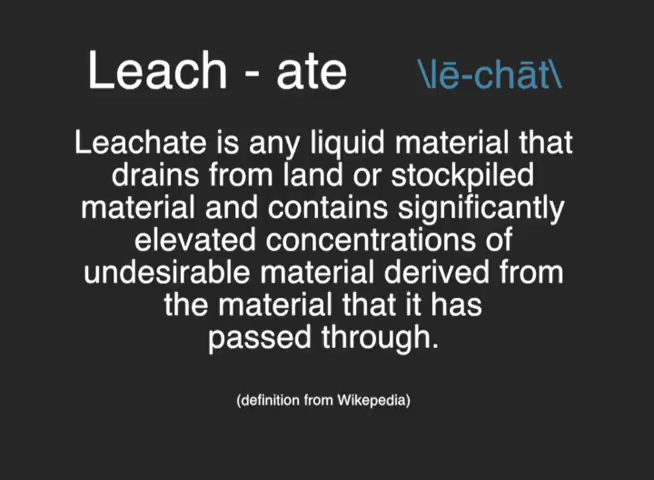 Leach - ate \lē-chāt\
Leachate is any liquid material that
drains from land or stockpiled
material and contains significantly
elevated concentrations of
undesirable material derived from
the material that it has
passed through.
(definition from Wikepedia)